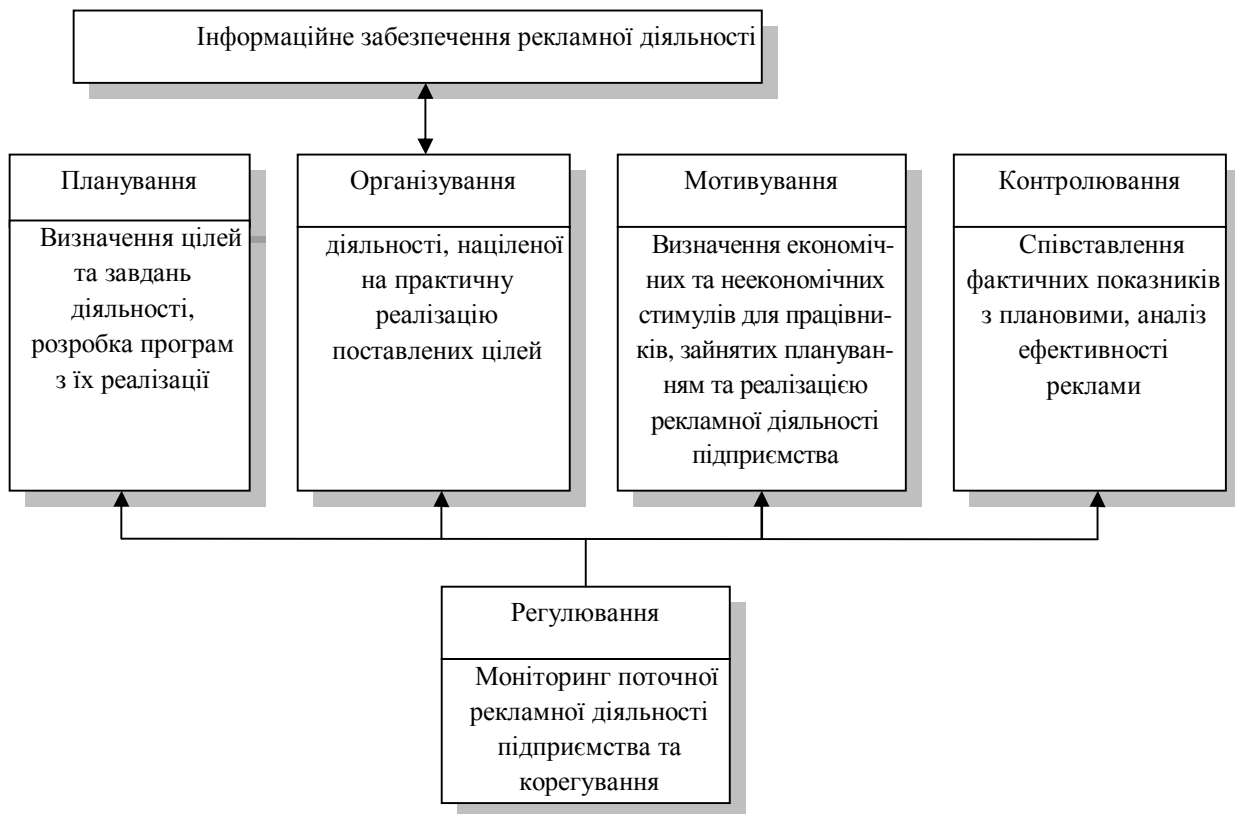 Інформаційне забезпечення рекламної діяльності
Планування
Визначення цілей
та завдань
діяльності,
розробка програм
з їх реалізації
Організування
діяльності, націленої
на практичну
реалізацію
поставлених цілей
Мотивування
Визначення економіч-
них та неекономічних
стимулів для працівни-
ків, зайнятих плануван-
ням та реалізацією
рекламної діяльності
підприємства
Контролювання
Співставлення
фактичних показників
з плановими, аналіз
ефективності
реклами
Регулювання
Моніторинг поточної
рекламної діяльності
підприємства та
корегування